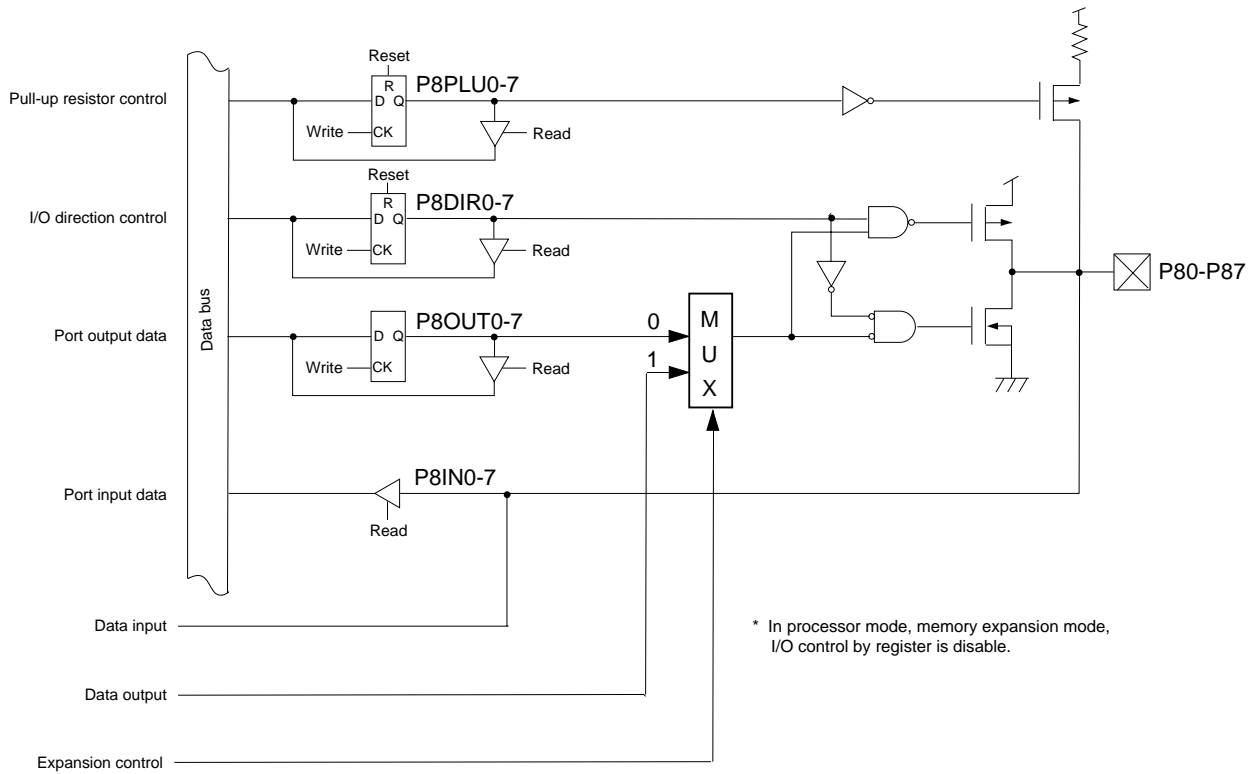 Reset
Pull-up resistor control
R
D Q
CK
P8PLU0-7
Write
Read
Reset
I/O direction control
R
D Q
CK
P8DIR0-7
Write
Read
P80-P87
Data bus
Port output data
D Q
CK
P8OUT0-7
Write
Read
0
1
M
U
X
Port input data
P8IN0-7
Read
Data input
* In processor mode, memory expansion mode,
I/O control by register is disable.
Data output
Expansion control